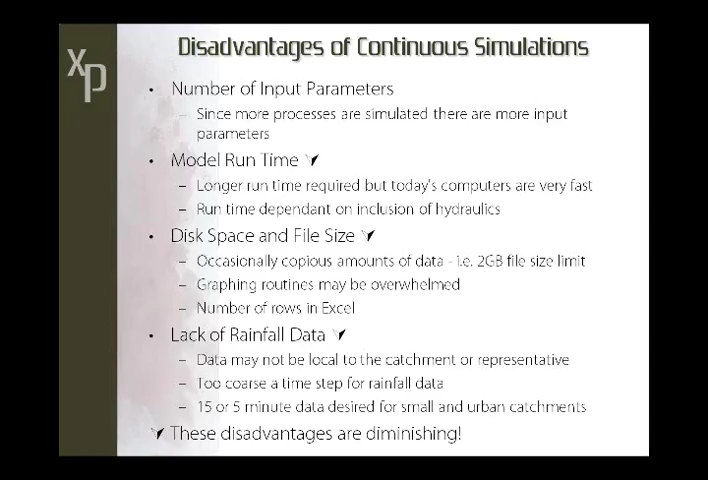 Disadvantages of Continuous Simulations
xp
• Number of Input Parameters
– Since more processes are simulated there are more input
parameters
• Model Run Time
– Longer run time required but today's computers are very fast
– Run time dependant on inclusion of hydraulics
• Disk Space and File Size
– Occasionally copious amounts of data - i.e. 2GB file size limit
– Graphing routines may be overwhelmed
– Number of rows in Excel
• Lack of Rainfall Data
– Data may not be local to the catchment or representative
– Too coarse a time step for rainfall data
– 15 or 5 minute data desired for small and urban catchments
These disadvantages are diminishing!